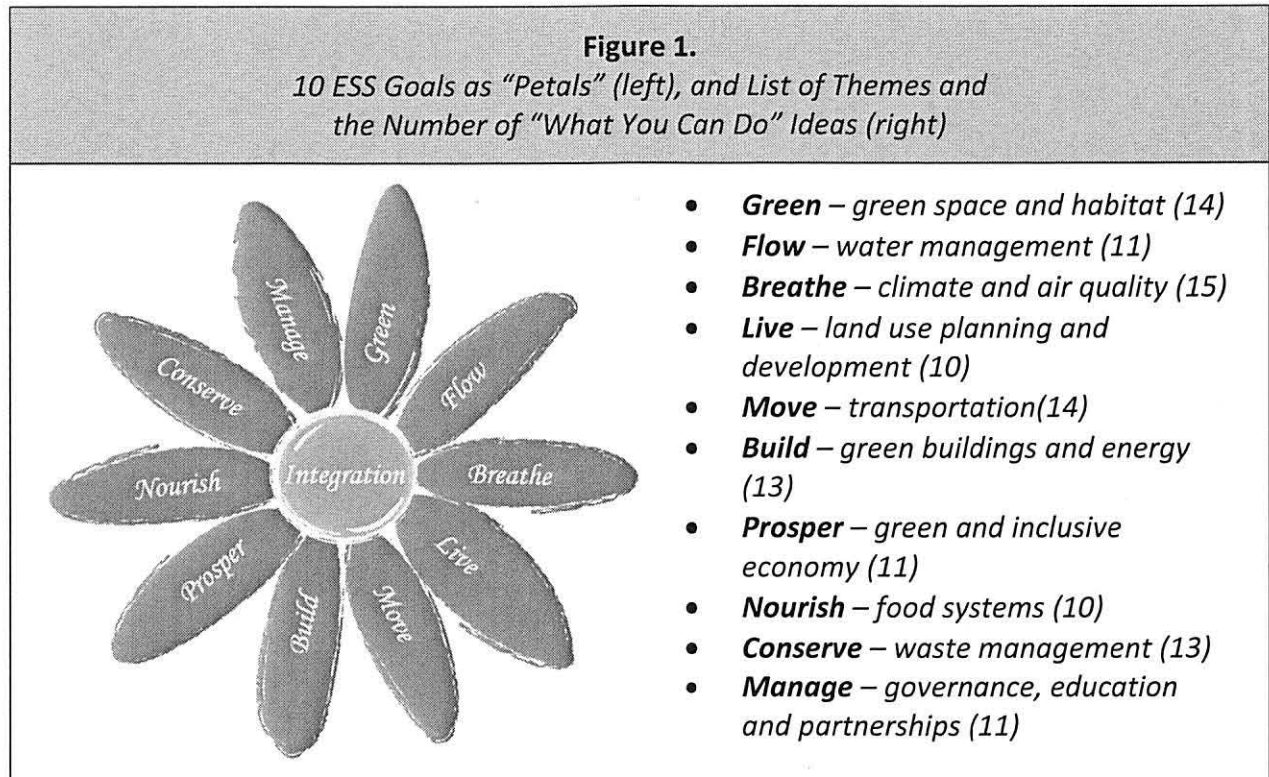 Figure 1.
10 ESS Goals as “Petals” (left), and List of Themes and
the Number of “What You Can Do” Ideas (right)
Manage
Green
Conserve
Flow
Nourish
Integration
Breathe
Prosper
Live
Build
Move
• Green – green space and habitat (14)
• Flow – water management (11)
• Breathe – climate and air quality (15)
• Live – land use planning and
development (10)
• Move – transportation(14)
• Build – green buildings and energy
(13)
• Prosper – green and inclusive
economy (11)
• Nourish – food systems (10)
• Conserve – waste management (13)
• Manage – governance, education
and partnerships (11)